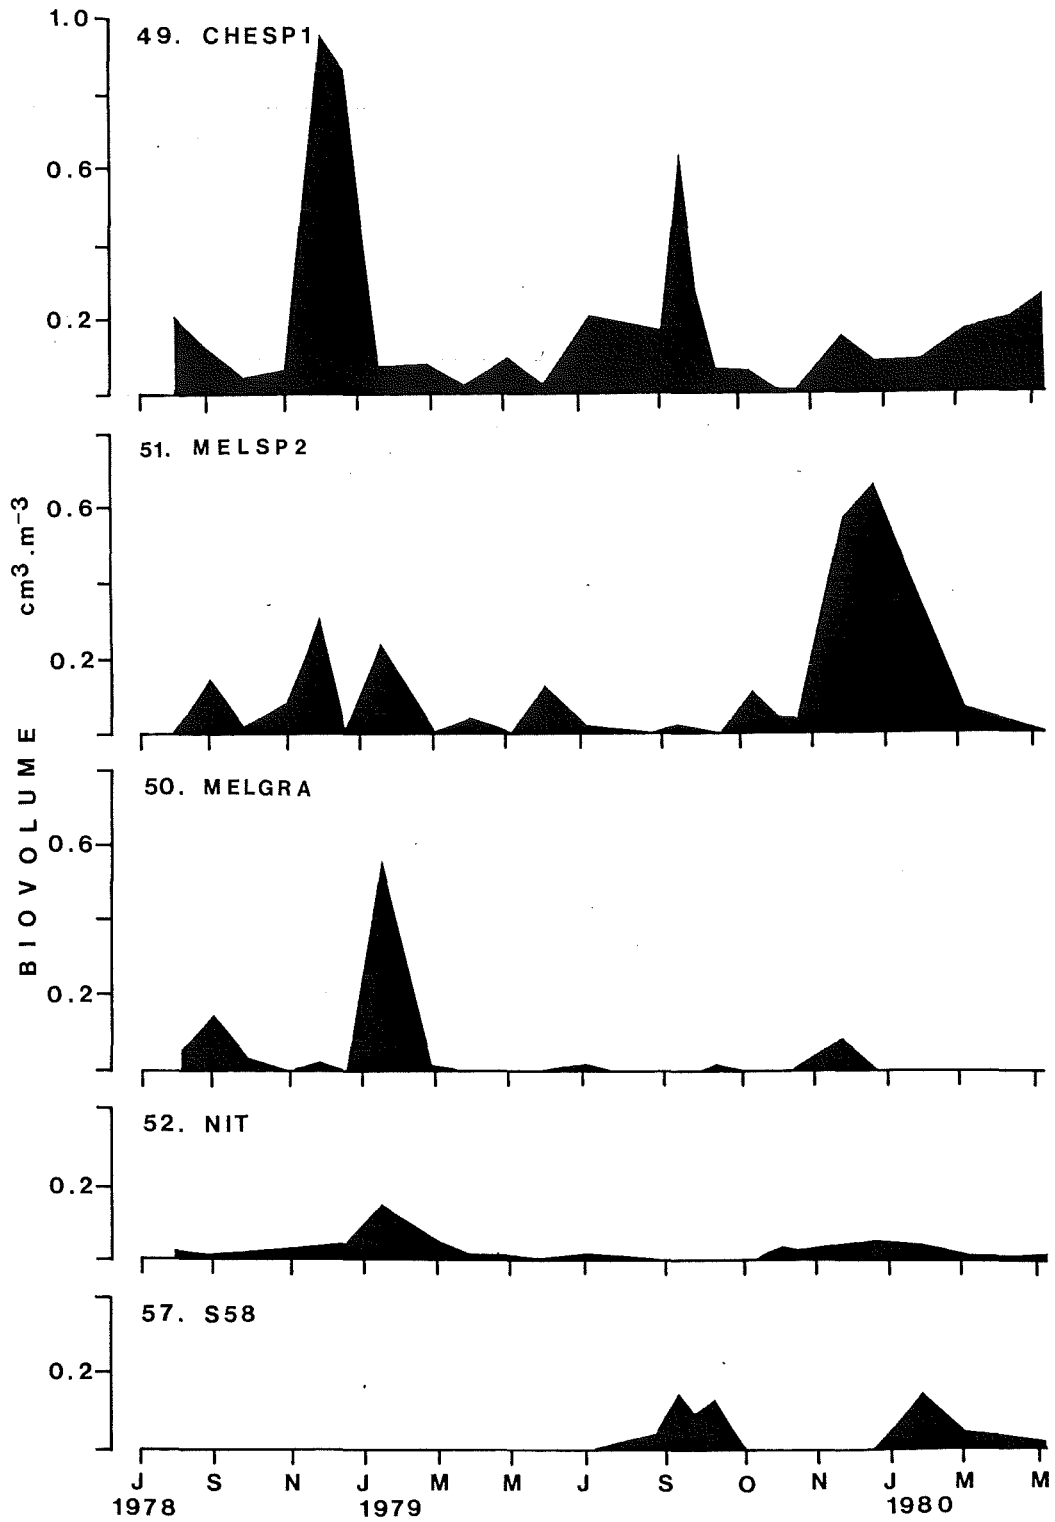 1.0
49. CHESP1
0.6
0.2
51. MELSP2
0.6
0.2
50. MELGRA
0.6
0.2
52. NIT
0.2
57. S58
0.2
BIOVOLUME cm³.m⁻³
J S N J M M J S O N J M M
1978 1979 1980